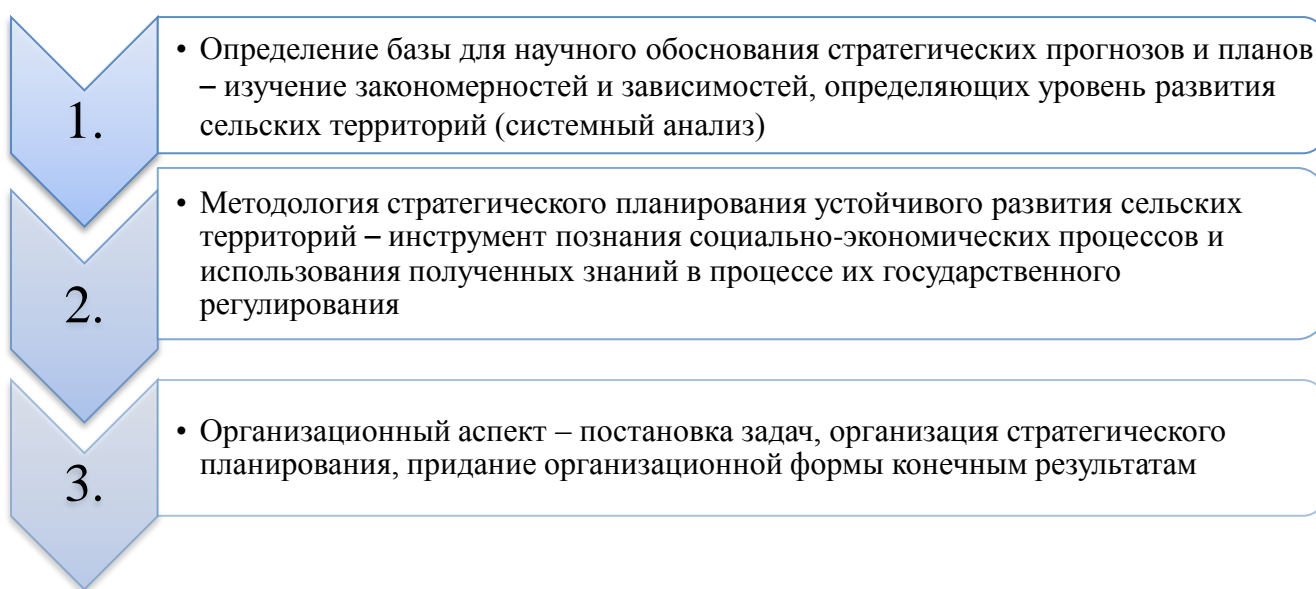 1.
• Определение базы для научного обоснования стратегических прогнозов и планов
– изучение закономерностей и зависимостей, определяющих уровень развития
сельских территорий (системный анализ)
2.
• Методология стратегического планирования устойчивого развития сельских
территорий – инструмент познания социально-экономических процессов и
использования полученных знаний в процессе их государственного
регулирования
3.
• Организационный аспект – постановка задач, организация стратегического
планирования, придание организационной формы конечным результатам